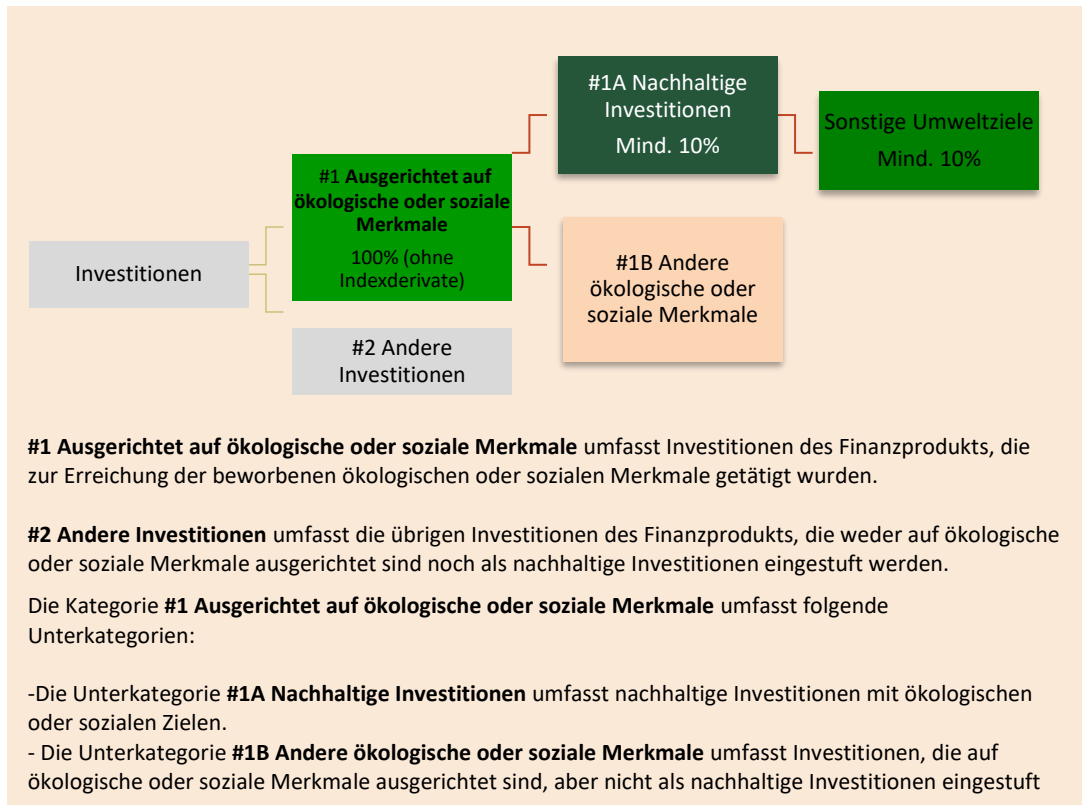 #1A Nachhaltige
Investitionen
Mind. 10%
Sonstige Umweltziele
Mind. 10%
#1 Ausgerichtet auf
ökologische oder soziale
Merkmale
100% (ohne
Indexderivate)
Investitionen
#1B Andere
ökologische oder
soziale Merkmale
#2 Andere
Investitionen
#1 Ausgerichtet auf ökologische oder soziale Merkmale umfasst Investitionen des Finanzprodukts, die
zur Erreichung der beworbenen ökologischen oder sozialen Merkmale getätigt wurden.
#2 Andere Investitionen umfasst die übrigen Investitionen des Finanzprodukts, die weder auf ökologische
oder soziale Merkmale ausgerichtet sind noch als nachhaltige Investitionen eingestuft werden.
Die Kategorie #1 Ausgerichtet auf ökologische oder soziale Merkmale umfasst folgende
Unterkategorien:
-Die Unterkategorie #1A Nachhaltige Investitionen umfasst nachhaltige Investitionen mit ökologischen
oder sozialen Zielen.
- Die Unterkategorie #1B Andere ökologische oder soziale Merkmale umfasst Investitionen, die auf
ökologische oder soziale Merkmale ausgerichtet sind, aber nicht als nachhaltige Investitionen eingestuft